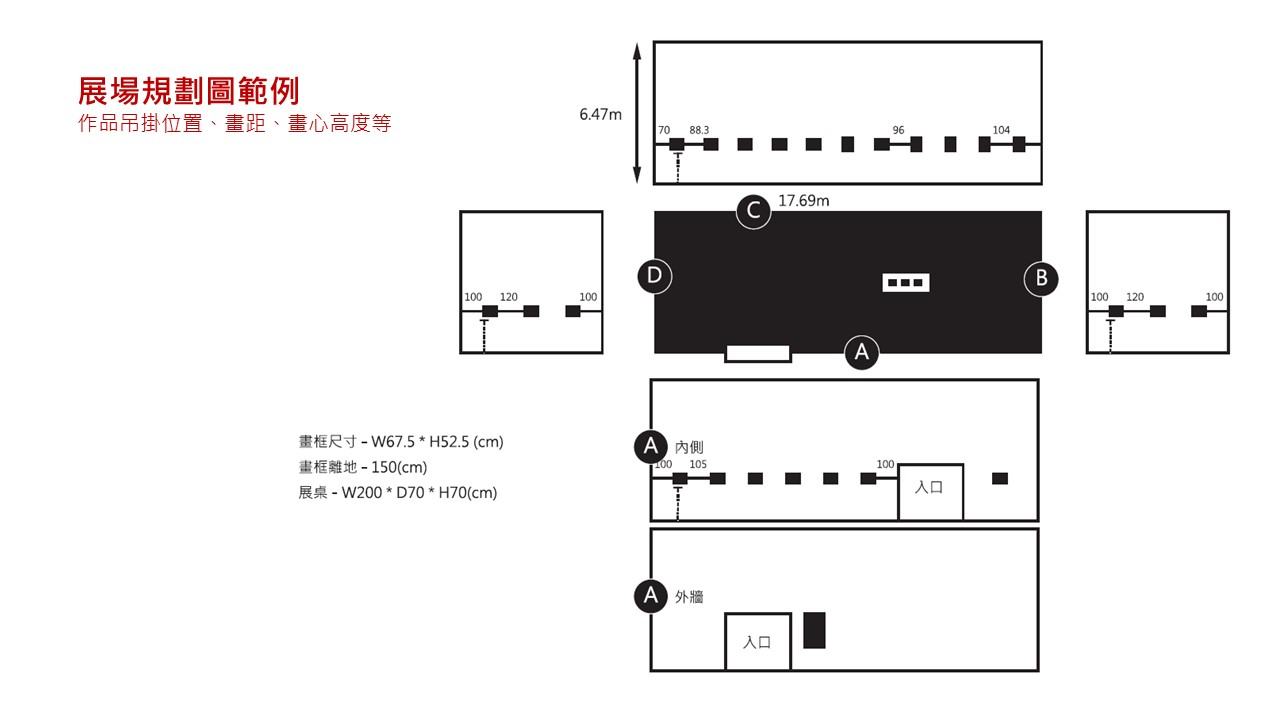 展場規劃圖範例
作品吊掛位置、畫距、畫心高度等
6.47m
70 88.3 96 104
C 17.69m
D
B
A
100 120 100
100 120 100
A 內側
100 105 100
入口
畫框尺寸 – W67.5 * H52.5 (cm)
畫框離地 – 150(cm)
展桌 – W200 * D70 * H70(cm)
A 外牆
入口